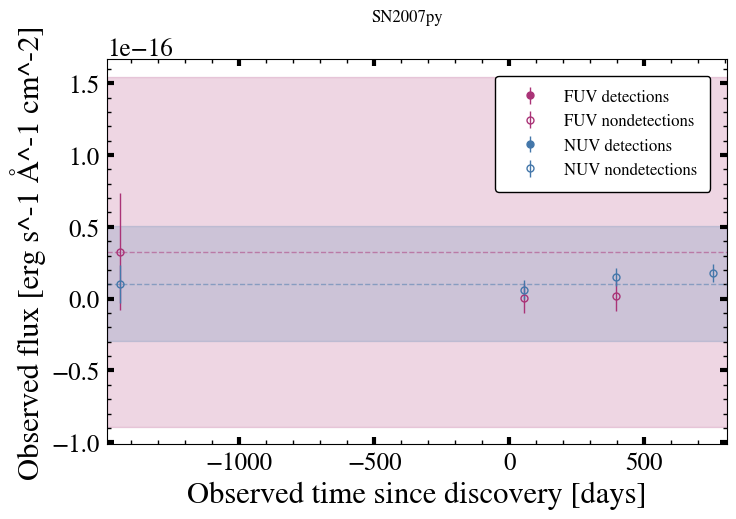 SN2007py
1e−16
1.5
1.0
0.5
0.0
−0.5
−1.0
Observed flux [erg s^-1 Å^-1 cm^-2]
FUV detections
FUV nondetections
NUV detections
NUV nondetections
−1000 −500 0 500
Observed time since discovery [days]